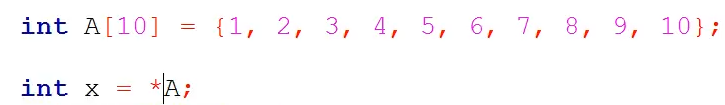 int A[10] = {1, 2, 3, 4, 5, 6, 7, 8, 9, 10};
int x = *A;